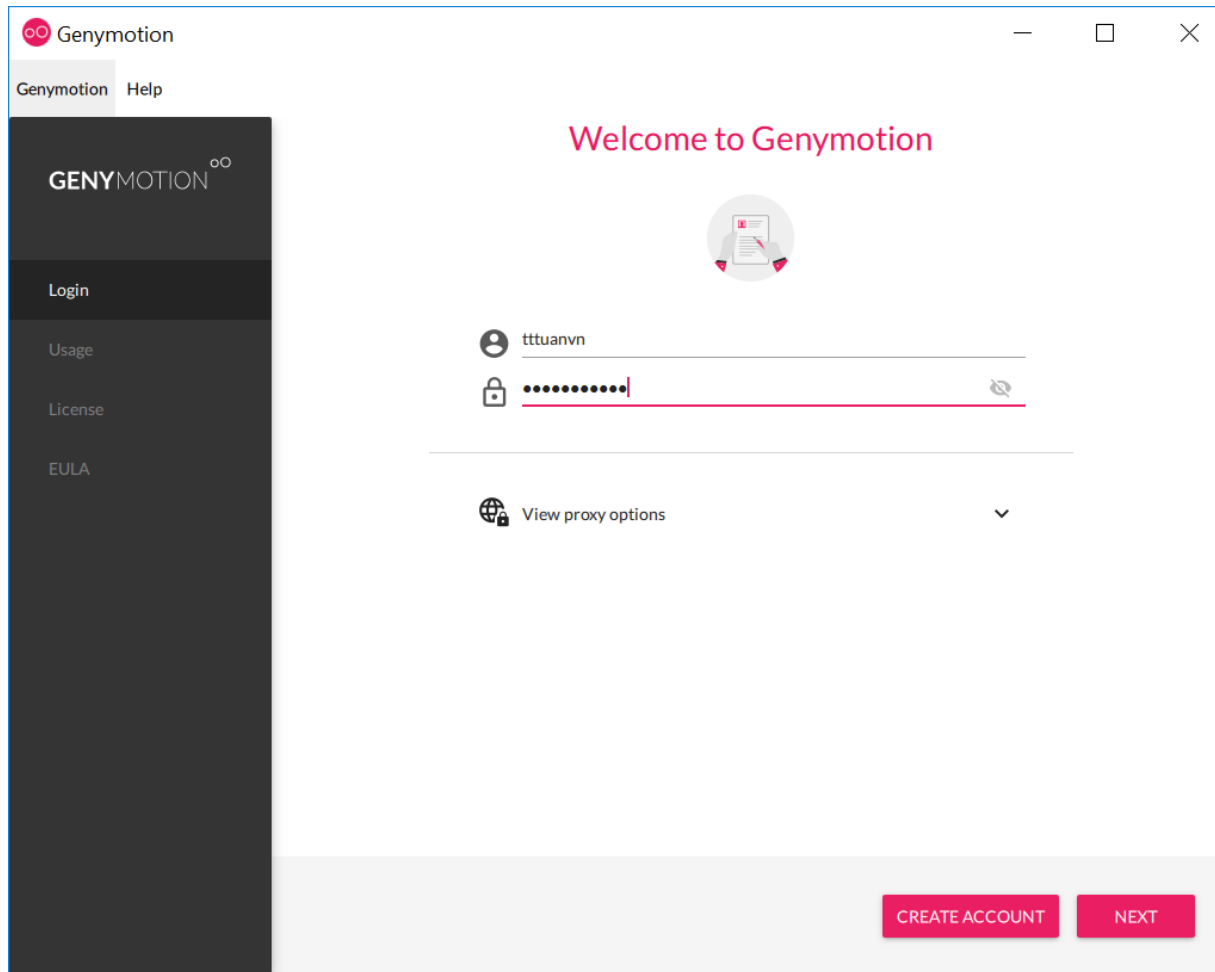 Genymotion
Genymotion Help
GENYMOTION
Login
Usage
License
EULA
Welcome to Genymotion
tttuanvn
•••••••••••
View proxy options
CREATE ACCOUNT
NEXT